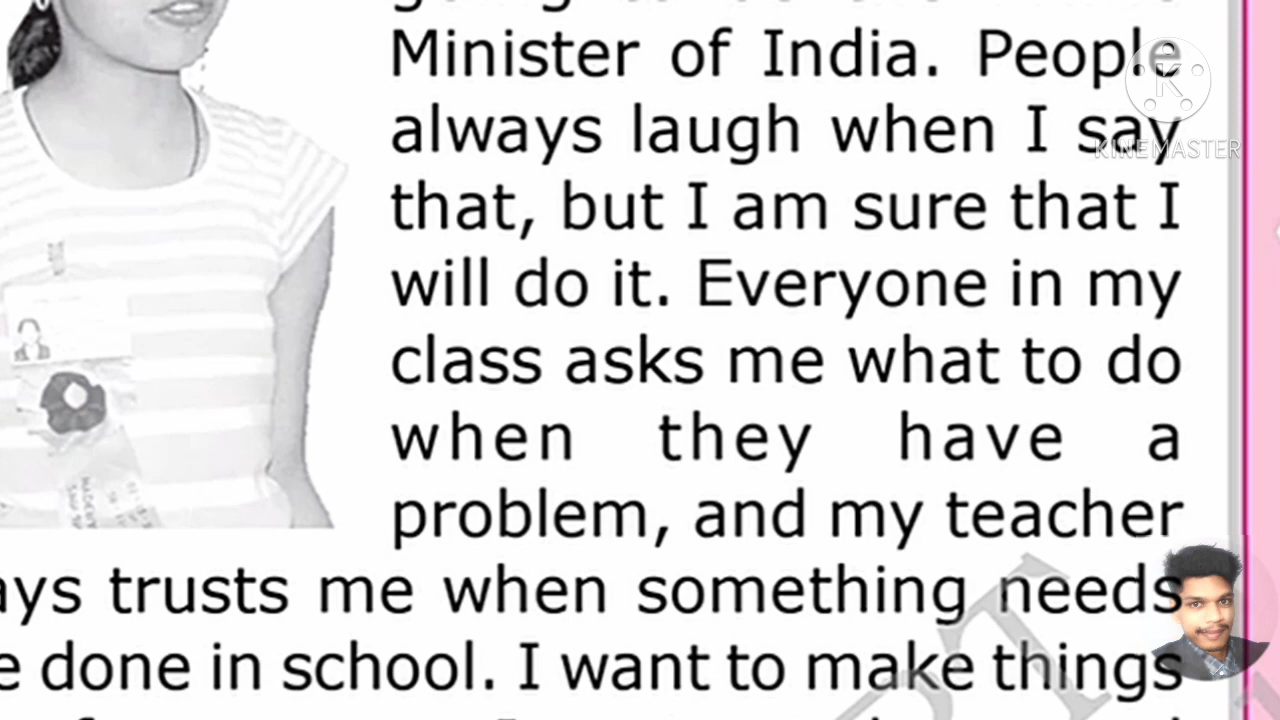 Minister of India. People
always laugh when I say
that, but I am sure that I
will do it. Everyone in my
class asks me what to do
when they have a
problem, and my teacher
ays trusts me when something needs
e done in school. I want to make things
KINEMASTER